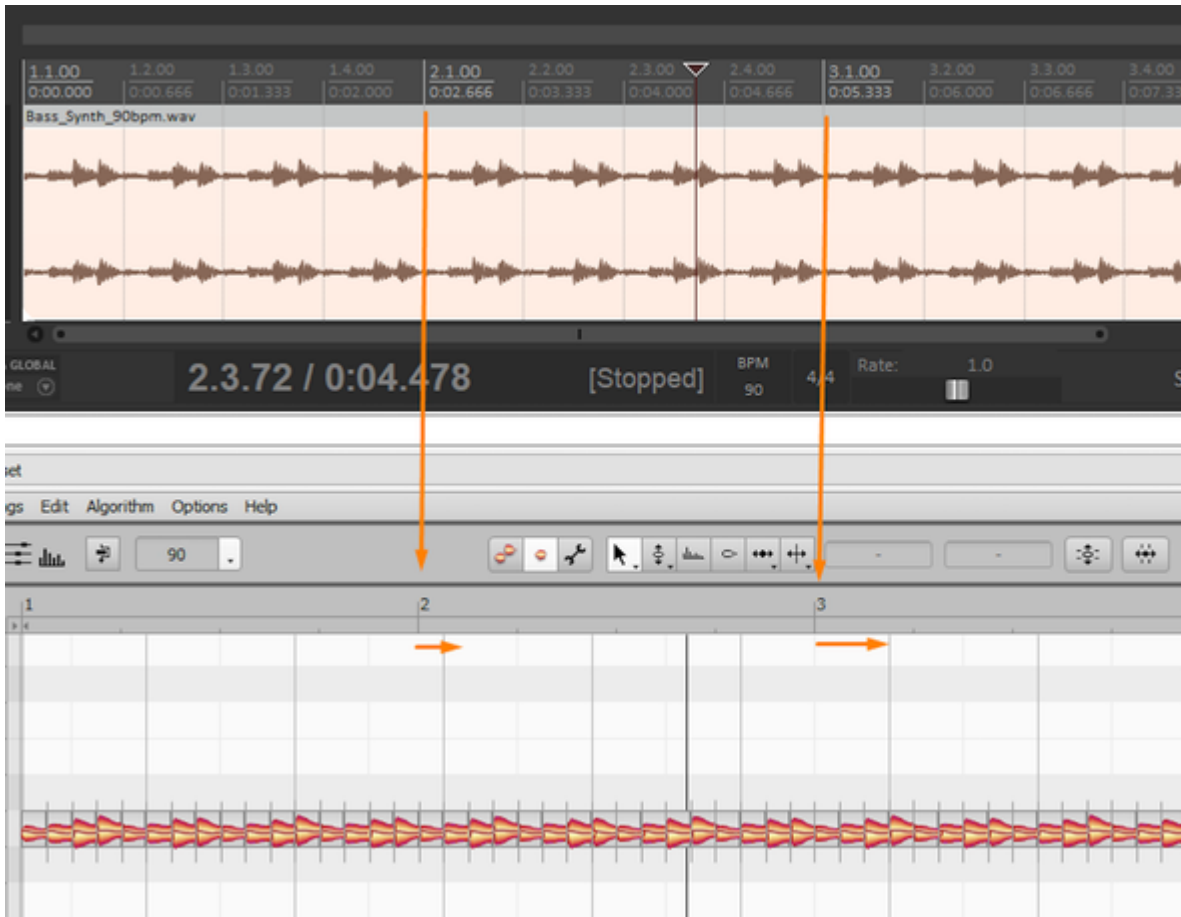 1.1.00 1.2.00 1.3.00 1.4.00 2.1.00 2.2.00 2.3.00 2.4.00 3.1.00 3.2.00 3.3.00 3.4.00
0:00.000 0:00.666 0:01.333 0:02.000 0:02.666 0:03.333 0:04.000 0:04.666 0:05.333 0:06.000 0:06.666 0:07.33
Bass_Synth_90bpm.wav
GLOBAL
one
2.3.72 / 0:04.478 [Stopped] BPM 90 4/4 Rate: 1.0 S
set
gs Edit Algorithm Options Help
90 - -
1 2 3